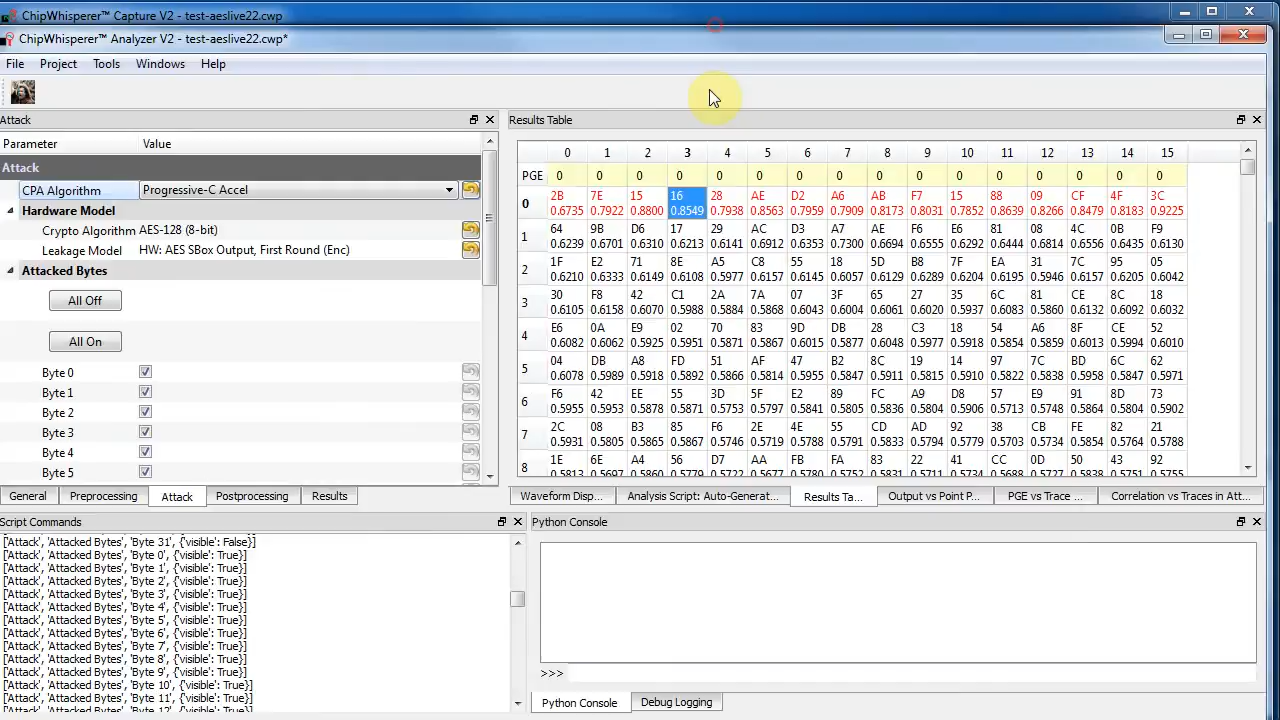 ChipWhisperer™ Capture V2 - test-aeslive22.cwp
ChipWhisperer™ Analyzer V2 - test-aeslive22.cwp*
File Project Tools Windows Help
Attack
Parameter Value
Attack
CPA Algorithm Progressive-C Accel
Hardware Model
Crypto Algorithm AES-128 (8-bit)
Leakage Model HW: AES SBox Output, First Round (Enc)
Attacked Bytes
All Off
All On
Byte 0
Byte 1
Byte 2
Byte 3
Byte 4
Byte 5
General Preprocessing Attack Postprocessing Results
Results Table
0 1 2 3 4 5 6 7 8 9 10 11 12 13 14 15
PGE 0 0 0 0 0 0 0 0 0 0 0 0 0 0 0 0
0
2B 7E 15 16 28 AE D2 A6 AB F7 15 88 09 CF 4F 3C
0.6735 0.7922 0.8800 0.8549 0.7938 0.8563 0.7959 0.7909 0.8173 0.8031 0.7852 0.8639 0.8266 0.8479 0.8183 0.9225
1
64 9B D6 17 29 AC D3 A7 AE F6 E6 81 08 4C 0B F9
0.6239 0.6701 0.6310 0.6213 0.6141 0.6912 0.6353 0.7300 0.6694 0.6555 0.6292 0.6444 0.6814 0.6556 0.6435 0.6130
2
1F E2 71 8E A5 C8 55 18 5D B8 7F EA 31 7C 95 05
0.6210 0.6333 0.6149 0.6108 0.5977 0.6157 0.6145 0.6057 0.6129 0.6289 0.6204 0.6195 0.5946 0.6157 0.6205 0.6042
3
30 F8 42 C1 2A 7A 07 3F 65 27 35 6C 81 CE 8C 18
0.6105 0.6158 0.6070 0.5988 0.5884 0.6868 0.6043 0.6004 0.6061 0.6020 0.5937 0.6083 0.5860 0.6132 0.6092 0.6032
4
E6 0A E9 02 70 83 9D DB 28 C3 18 54 A6 8F CE 52
0.6082 0.6062 0.5925 0.5951 0.5871 0.5867 0.6015 0.5877 0.6048 0.5977 0.5918 0.5854 0.5859 0.6013 0.5994 0.6010
5
04 DB A8 FD 51 AF 47 B2 8C 19 14 97 7C BD 6C 62
0.6078 0.5989 0.5918 0.5892 0.5866 0.5814 0.5955 0.5847 0.5911 0.5815 0.5910 0.5822 0.5838 0.5958 0.5847 0.5971
6
F6 42 EE 55 3D 5F E2 89 FC A9 D8 57 E9 91 8D 73
0.5955 0.5953 0.5878 0.5871 0.5753 0.5797 0.5841 0.5805 0.5836 0.5804 0.5906 0.5713 0.5748 0.5864 0.5804 0.5902
7
2C 08 B3 85 F6 2E 4E 55 CD AD 92 38 CB FE 82 21
0.5931 0.5805 0.5865 0.5867 0.5746 0.5719 0.5788 0.5791 0.5833 0.5794 0.5779 0.5703 0.5734 0.5854 0.5764 0.5788
8
1E 6E A4 56 D7 AA FB FA 83 22 41 CC 0D 50 43 92
Waveform Disp... Analysis Script: Auto-Generat... Results Ta... Output vs Point P... PGE vs Trace ... Correlation vs Traces in Att...
Script Commands
['Attack', 'Attacked Bytes', 'Byte 31', {'visible': False}]
['Attack', 'Attacked Bytes', 'Byte 0', {'visible': True}]
['Attack', 'Attacked Bytes', 'Byte 1', {'visible': True}]
['Attack', 'Attacked Bytes', 'Byte 2', {'visible': True}]
['Attack', 'Attacked Bytes', 'Byte 3', {'visible': True}]
['Attack', 'Attacked Bytes', 'Byte 4', {'visible': True}]
['Attack', 'Attacked Bytes', 'Byte 5', {'visible': True}]
['Attack', 'Attacked Bytes', 'Byte 6', {'visible': True}]
['Attack', 'Attacked Bytes', 'Byte 7', {'visible': True}]
['Attack', 'Attacked Bytes', 'Byte 8', {'visible': True}]
['Attack', 'Attacked Bytes', 'Byte 9', {'visible': True}]
['Attack', 'Attacked Bytes', 'Byte 10', {'visible': True}]
['Attack', 'Attacked Bytes', 'Byte 11', {'visible': True}]
['Attack', 'Attacked Bytes', 'Byte 12', {'visible': True}]
Python Console
>>>
Python Console Debug Logging